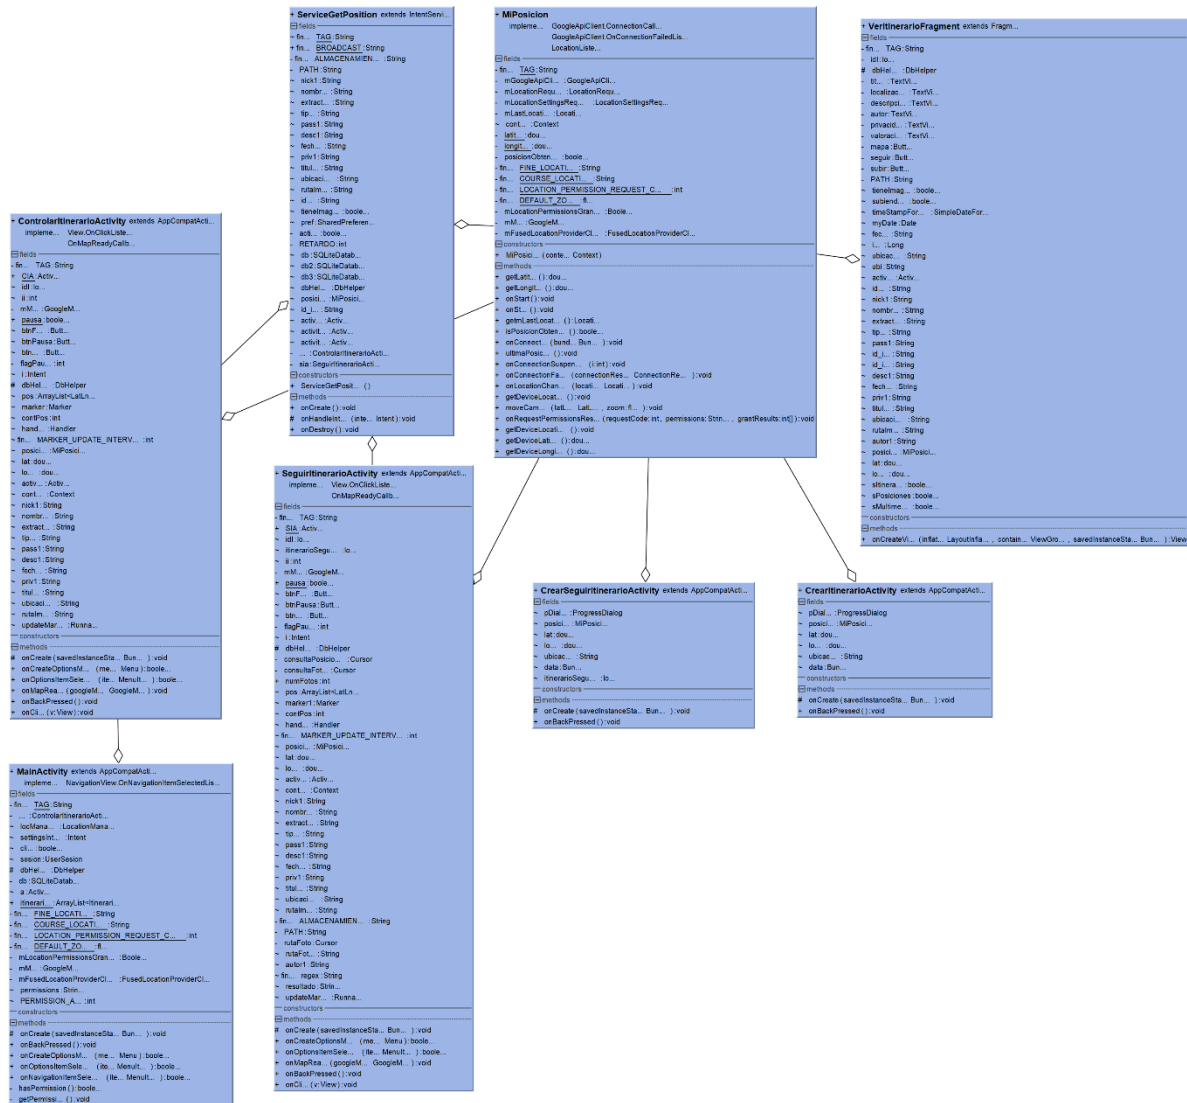 + ServiceGetPosition extends IntentServi...
fields
- fin... TAG:String
+ fin... BROADCAST:String
- fin... ALMACENAMIEN... :String
- PATH:String
~ nick1:String
~ nombr... :String
~ extract... :String
~ tip... :String
~ pass1:String
~ desc1:String
~ fech... :String
~ priv1:String
~ titul... :String
~ ubicaci... :String
~ rutaIm... :String
~ id... :String
~ tieneImag... :boole...
~ pref:SharedPreferen...
~ acti... :boole...
- RETARDO:int
~ db:SQLiteDatab...
~ db2:SQLiteDatab...
~ db3:SQLiteDatab...
~ dbHel... :DbHelper
~ posici... :MiPosici...
~ id_i... :String
~ activ... :Activ...
~ activit... :Activ...
~ activit... :Activ...
- ... :ControlarItinerarioActi...
- sia:SeguirItinerarioActi...
constructors
+ ServiceGetPosit... ()
methods
+ onCreate():void
# onHandleInt... (inte... Intent):void
+ onDestroy():void
+ MiPosicion
impleme... GoogleApiClient.ConnectionCall...
GoogleApiClient.OnConnectionFailedLis...
LocationListe...
fields
- fin... TAG:String
- mGoogleApiCli... :GoogleApiCli...
- mLocationRequ... :LocationRequ...
- mLocationSettingsReq... :LocationSettingsReq...
- mLastLocati... :Locati...
~ cont... :Context
- latit... :dou...
- longit... :dou...
- posicionObten... :boole...
- fin... FINE_LOCATI... :String
- fin... COURSE_LOCATI... :String
- fin... LOCATION_PERMISSION_REQUEST_C... :int
- fin... DEFAULT_ZO... :fl...
- mLocationPermissionsGran... :Boole...
- mM... :GoogleM...
- mFusedLocationProviderCl... :FusedLocationProviderCl...
constructors
+ MiPosici... (conte... Context)
methods
+ getLatit... ():dou...
+ getLongit... ():dou...
+ onStart():void
+ onSt... ():void
+ getmLastLocat... ():Locati...
+ isPosicionObten... ():boole...
+ onConnect... (bund... Bun... ):void
+ ultimaPosic... ():void
+ onConnectionSuspen... (i:int):void
+ onConnectionFa... (connectionRes... ConnectionRe... ):void
+ onLocationChan... (locati... Locati... ):void
+ getDeviceLocat... ():void
- moveCam... (latL... LatL... , zoom:fl... ):void
+ onRequestPermissionsRes... (requestCode:int, permissions:Strin... , grantResults:int[]):void
+ getDeviceLocati... ():void
+ getDeviceLati... ():dou...
+ getDeviceLongi... ():dou...
+ VerItinerarioFragment extends Fragm...
fields
- fin... TAG:String
- idI:lo...
# dbHel... :DbHelper
- tit... :TextVi...
- localizac... :TextVi...
- descripci... :TextVi...
- autor:TextVi...
- privacid... :TextVi...
- valoraci... :TextVi...
- mapa:Butt...
- seguir:Butt...
- subir:Butt...
- PATH:String
~ tieneImag... :boole...
~ subiend... :boole...
~ timeStampFor... :SimpleDateFor...
~ myDate:Date
~ fec... :String
~ i... :Long
~ ubicac... :String
~ ubi:String
~ activ... :Activ...
~ id... :String
~ nick1:String
~ nombr... :String
~ extract... :String
~ tip... :String
~ pass1:String
~ id_i... :String
~ id_i... :String
~ desc1:String
~ fech... :String
~ priv1:String
~ titul... :String
~ ubicaci... :String
~ rutaIm... :String
~ autor1:String
~ posici... :MiPosici...
~ lat:dou...
~ lo... :dou...
~ sItinera... :boole...
~ sPosiciones:boole...
~ sMultime... :boole...
constructors
methods
+ onCreateVi... (inflat... LayoutInfla... , contain... ViewGro... , savedInstanceSta... Bun... ):View
+ ControlarItinerarioActivity extends AppCompatActi...
impleme... View.OnClickListe...
OnMapReadyCallb...
fields
- fin... TAG:String
+ CIA:Activ...
~ idI:lo...
~ ii:int
- mM... :GoogleM...
+ pausa:boole...
~ btnF... :Butt...
~ btnPausa:Butt...
~ btn... :Butt...
- flagPau... :int
~ i:Intent
# dbHel... :DbHelper
~ pos:ArrayList<LatLn...
~ marker:Marker
~ contPos:int
~ hand... :Handler
~ fin... MARKER_UPDATE_INTERV... :int
~ posici... :MiPosici...
~ lat:dou...
~ lo... :dou...
~ activ... :Activ...
~ cont... :Context
~ nick1:String
~ nombr... :String
~ extract... :String
~ tip... :String
~ pass1:String
~ desc1:String
~ fech... :String
~ priv1:String
~ titul... :String
~ ubicaci... :String
~ rutaIm... :String
~ updateMar... :Runna...
constructors
methods
# onCreate(savedInstanceSta... Bun... ):void
+ onCreateOptionsM... (me... Menu):boole...
+ onOptionsItemSele... (ite... MenuIt... ):boole...
+ onMapRea... (googleM... GoogleM... ):void
+ onBackPressed():void
+ onCli... (v:View):void
+ SeguirItinerarioActivity extends AppCompatActi...
impleme... View.OnClickListe...
OnMapReadyCallb...
fields
- fin... TAG:String
+ SIA:Activ...
~ idI:lo...
~ itinerarioSegu... :lo...
~ ii:int
- mM... :GoogleM...
+ pausa:boole...
~ btnF... :Butt...
~ btnPausa:Butt...
~ btn... :Butt...
- flagPau... :int
~ i:Intent
# dbHel... :DbHelper
- consultaPosicio... :Cursor
- consultaFot... :Cursor
+ numFotos:int
~ pos:ArrayList<LatLn...
~ marker1:Marker
~ contPos:int
~ hand... :Handler
~ fin... MARKER_UPDATE_INTERV... :int
~ posici... :MiPosici...
~ lat:dou...
~ lo... :dou...
~ activ... :Activ...
~ cont... :Context
~ nick1:String
~ nombr... :String
~ extract... :String
~ tip... :String
~ pass1:String
~ desc1:String
~ fech... :String
~ priv1:String
~ titul... :String
~ ubicaci... :String
~ rutaIm... :String
- fin... ALMACENAMIEN... :String
- PATH:String
- rutaFoto:Cursor
~ rutaFot... :String
~ autor1:String
~ fin... regex:String
~ resultado:Strin...
~ updateMar... :Runna...
constructors
methods
# onCreate(savedInstanceSta... Bun... ):void
+ onCreateOptionsM... (me... Menu):boole...
+ onOptionsItemSele... (ite... MenuIt... ):boole...
+ onMapRea... (googleM... GoogleM... ):void
+ onBackPressed():void
+ onCli... (v:View):void
+ CrearSeguirItinerarioActivity extends AppCompatActi...
fields
~ pDial... :ProgressDialog
~ posici... :MiPosici...
~ lat:dou...
~ lo... :dou...
~ ubicac... :String
~ data:Bun...
~ itinerarioSegu... :lo...
constructors
methods
# onCreate(savedInstanceSta... Bun... ):void
+ onBackPressed():void
+ CrearItinerarioActivity extends AppCompatActi...
fields
~ pDial... :ProgressDialog
~ posici... :MiPosici...
~ lat:dou...
~ lo... :dou...
~ ubicac... :String
~ data:Bun...
constructors
methods
# onCreate(savedInstanceSta... Bun... ):void
+ onBackPressed():void
+ MainActivity extends AppCompatActi...
impleme... NavigationView.OnNavigationItemSelectedLis...
fields
- fin... TAG:String
- ... :ControlarItinerarioActi...
~ locMana... :LocationMana...
~ settingsInt... :Intent
~ cli... :boole...
~ sesion:UserSesion
# dbHel... :DbHelper
- db:SQLiteDatab...
~ a:Activ...
+ itinerari... :ArrayList<Itinerari...
- fin... FINE_LOCATI... :String
- fin... COURSE_LOCATI... :String
- fin... LOCATION_PERMISSION_REQUEST_C... :int
- fin... DEFAULT_ZO... :fl...
- mLocationPermissionsGran... :Boole...
- mM... :GoogleM...
- mFusedLocationProviderCl... :FusedLocationProviderCl...
~ permissions:Strin...
~ PERMISSION_A... :int
constructors
methods
# onCreate(savedInstanceSta... Bun... ):void
+ onBackPressed():void
+ onCreateOptionsM... (me... Menu):boole...
+ onOptionsItemSele... (ite... MenuIt... ):boole...
+ onNavigationItemSele... (ite... MenuIt... ):boole...
- hasPermission():boole...
- getPermissi... ():void